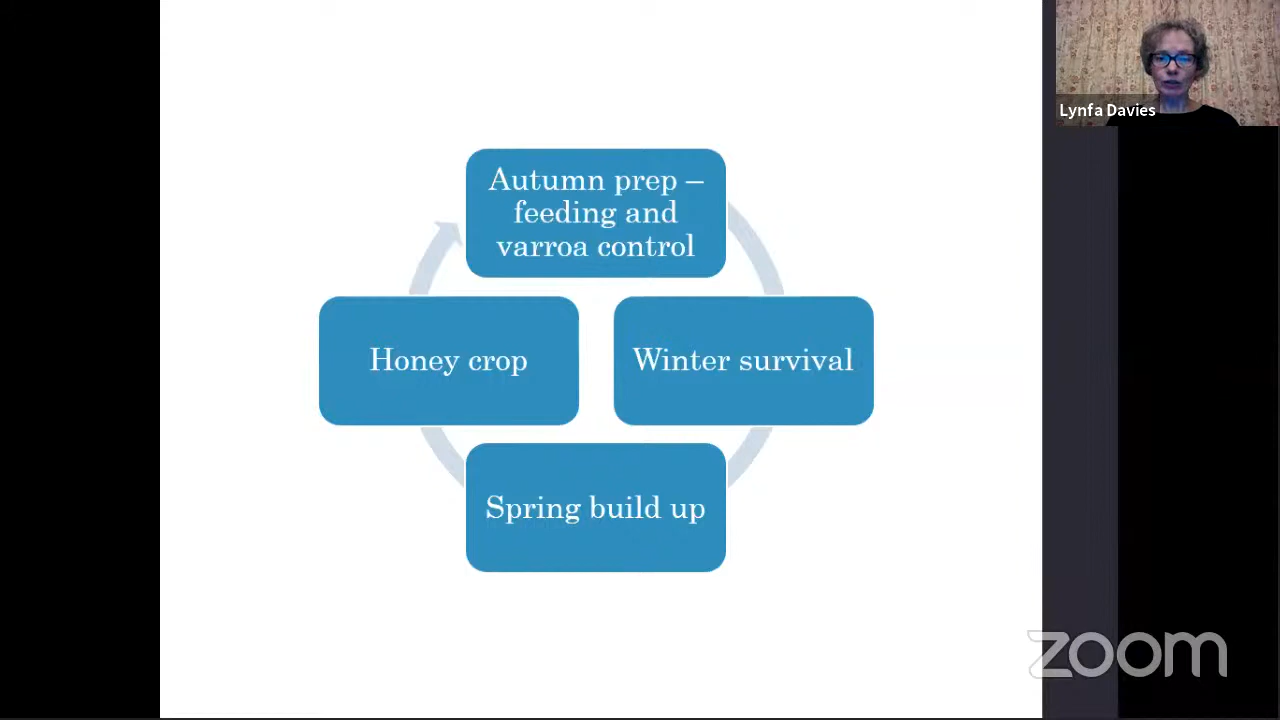 Autumn prep –
feeding and
varroa control
Honey crop
Winter survival
Spring build up
Lynfa Davies
zoom